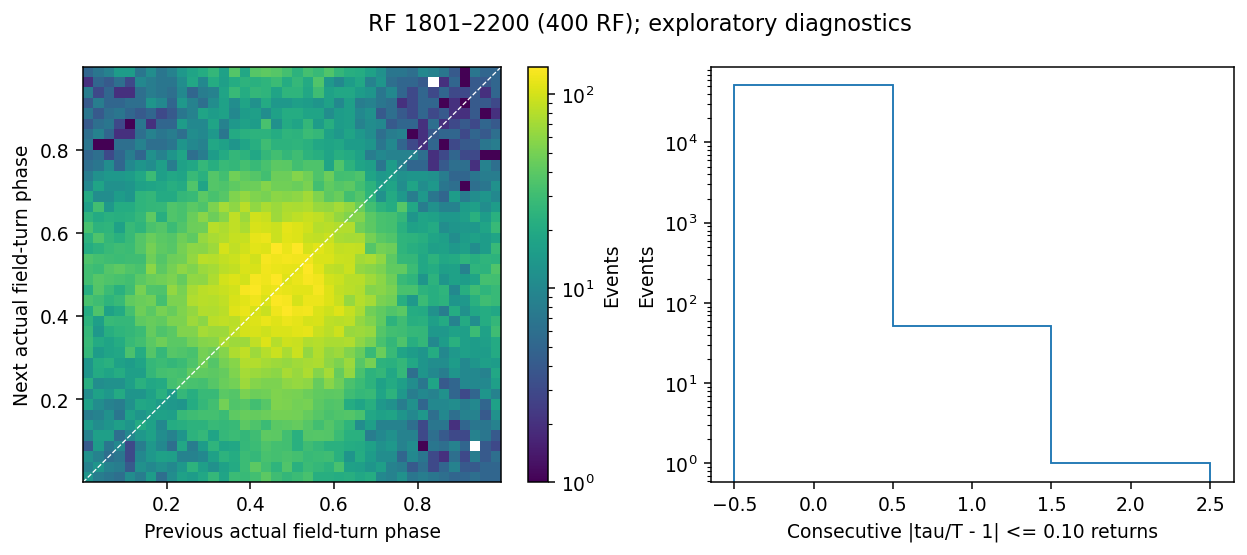 RF 1801–2200 (400 RF); exploratory diagnostics
Next actual field-turn phase
0.8
0.6
0.4
0.2
0.2 0.4 0.6 0.8
Previous actual field-turn phase
10²
10¹
10⁰
Events
Events
10⁴
10³
10²
10¹
10⁰
−0.5 0.0 0.5 1.0 1.5 2.0 2.5
Consecutive |tau/T - 1| <= 0.10 returns